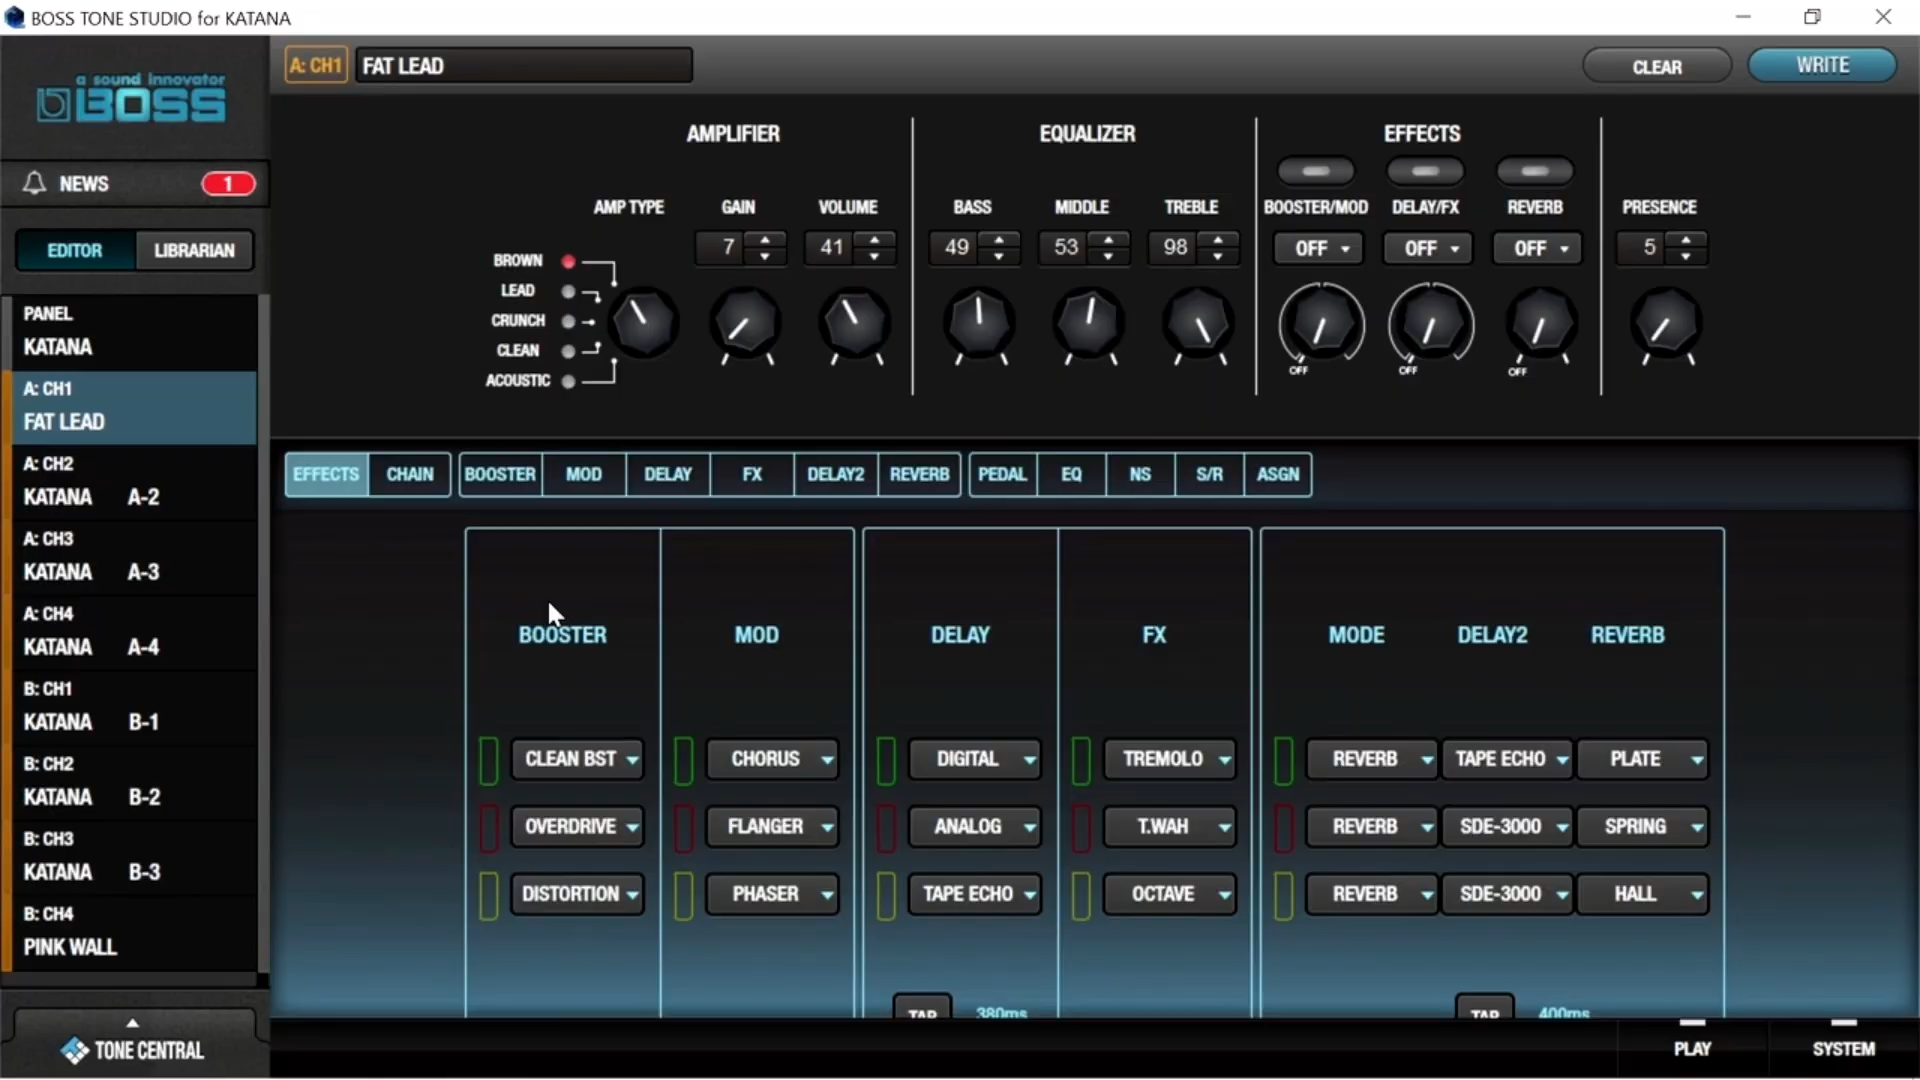 BOSS TONE STUDIO for KATANA
a sound innovator
BOSS
NEWS 1
EDITOR LIBRARIAN
PANEL
KATANA
A: CH1
FAT LEAD
A: CH2
KATANA A-2
A: CH3
KATANA A-3
A: CH4
KATANA A-4
B: CH1
KATANA B-1
B: CH2
KATANA B-2
B: CH3
KATANA B-3
B: CH4
PINK WALL
TONE CENTRAL
A: CH1 FAT LEAD CLEAR WRITE
AMPLIFIER EQUALIZER EFFECTS
AMP TYPE GAIN VOLUME BASS MIDDLE TREBLE BOOSTER/MOD DELAY/FX REVERB PRESENCE
7 41 49 53 98 OFF OFF OFF 5
BROWN
LEAD
CRUNCH
CLEAN
ACOUSTIC
OFF OFF OFF
EFFECTS CHAIN BOOSTER MOD DELAY FX DELAY2 REVERB PEDAL EQ NS S/R ASGN
BOOSTER MOD DELAY FX MODE DELAY2 REVERB
CLEAN BST CHORUS DIGITAL TREMOLO REVERB TAPE ECHO PLATE
OVERDRIVE FLANGER ANALOG T.WAH REVERB SDE-3000 SPRING
DISTORTION PHASER TAPE ECHO OCTAVE REVERB SDE-3000 HALL
TAP 380ms TAP 400ms
PLAY SYSTEM